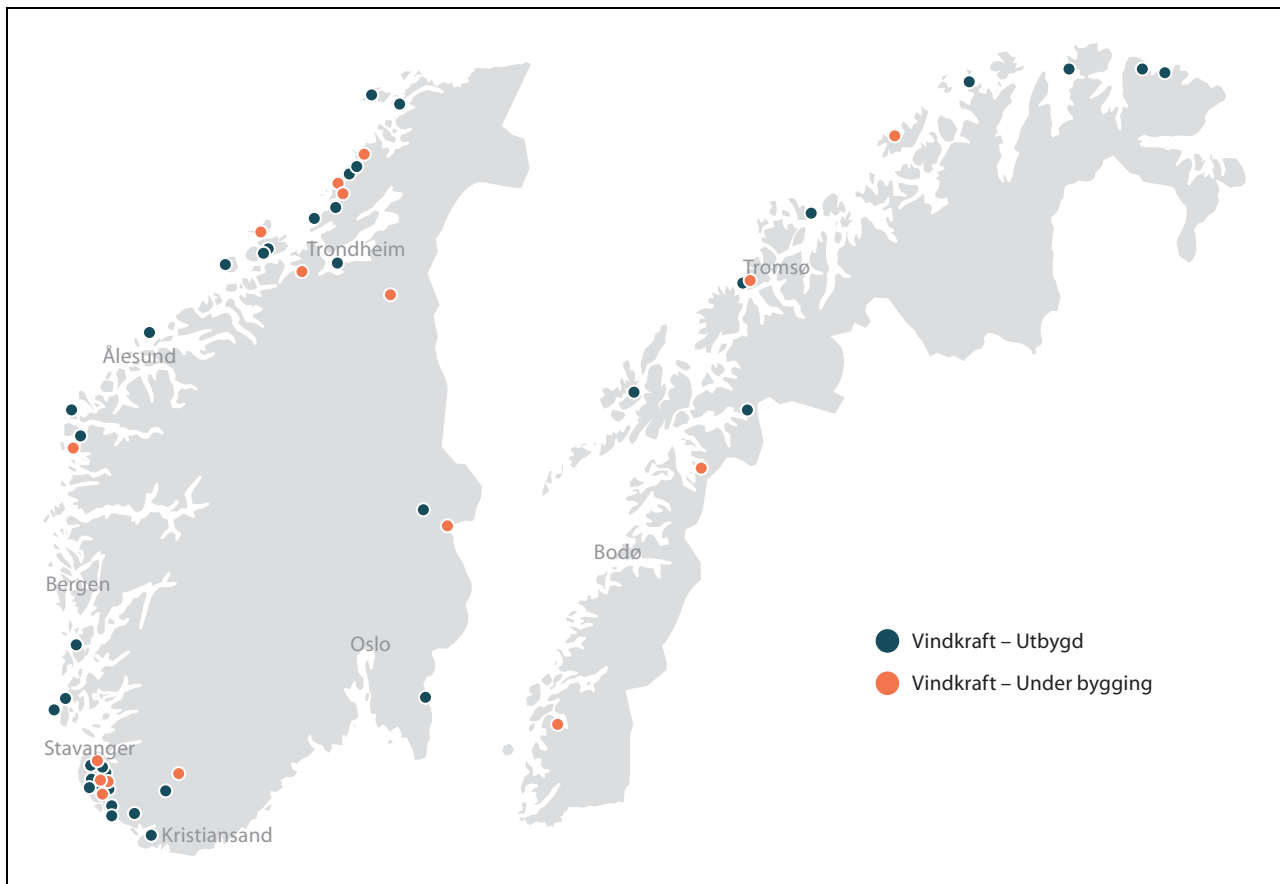 Trondheim
Tromsø
Ålesund
Bodø
Bergen
Oslo
Vindkraft – Utbygd
Vindkraft – Under bygging
Stavanger
Kristiansand